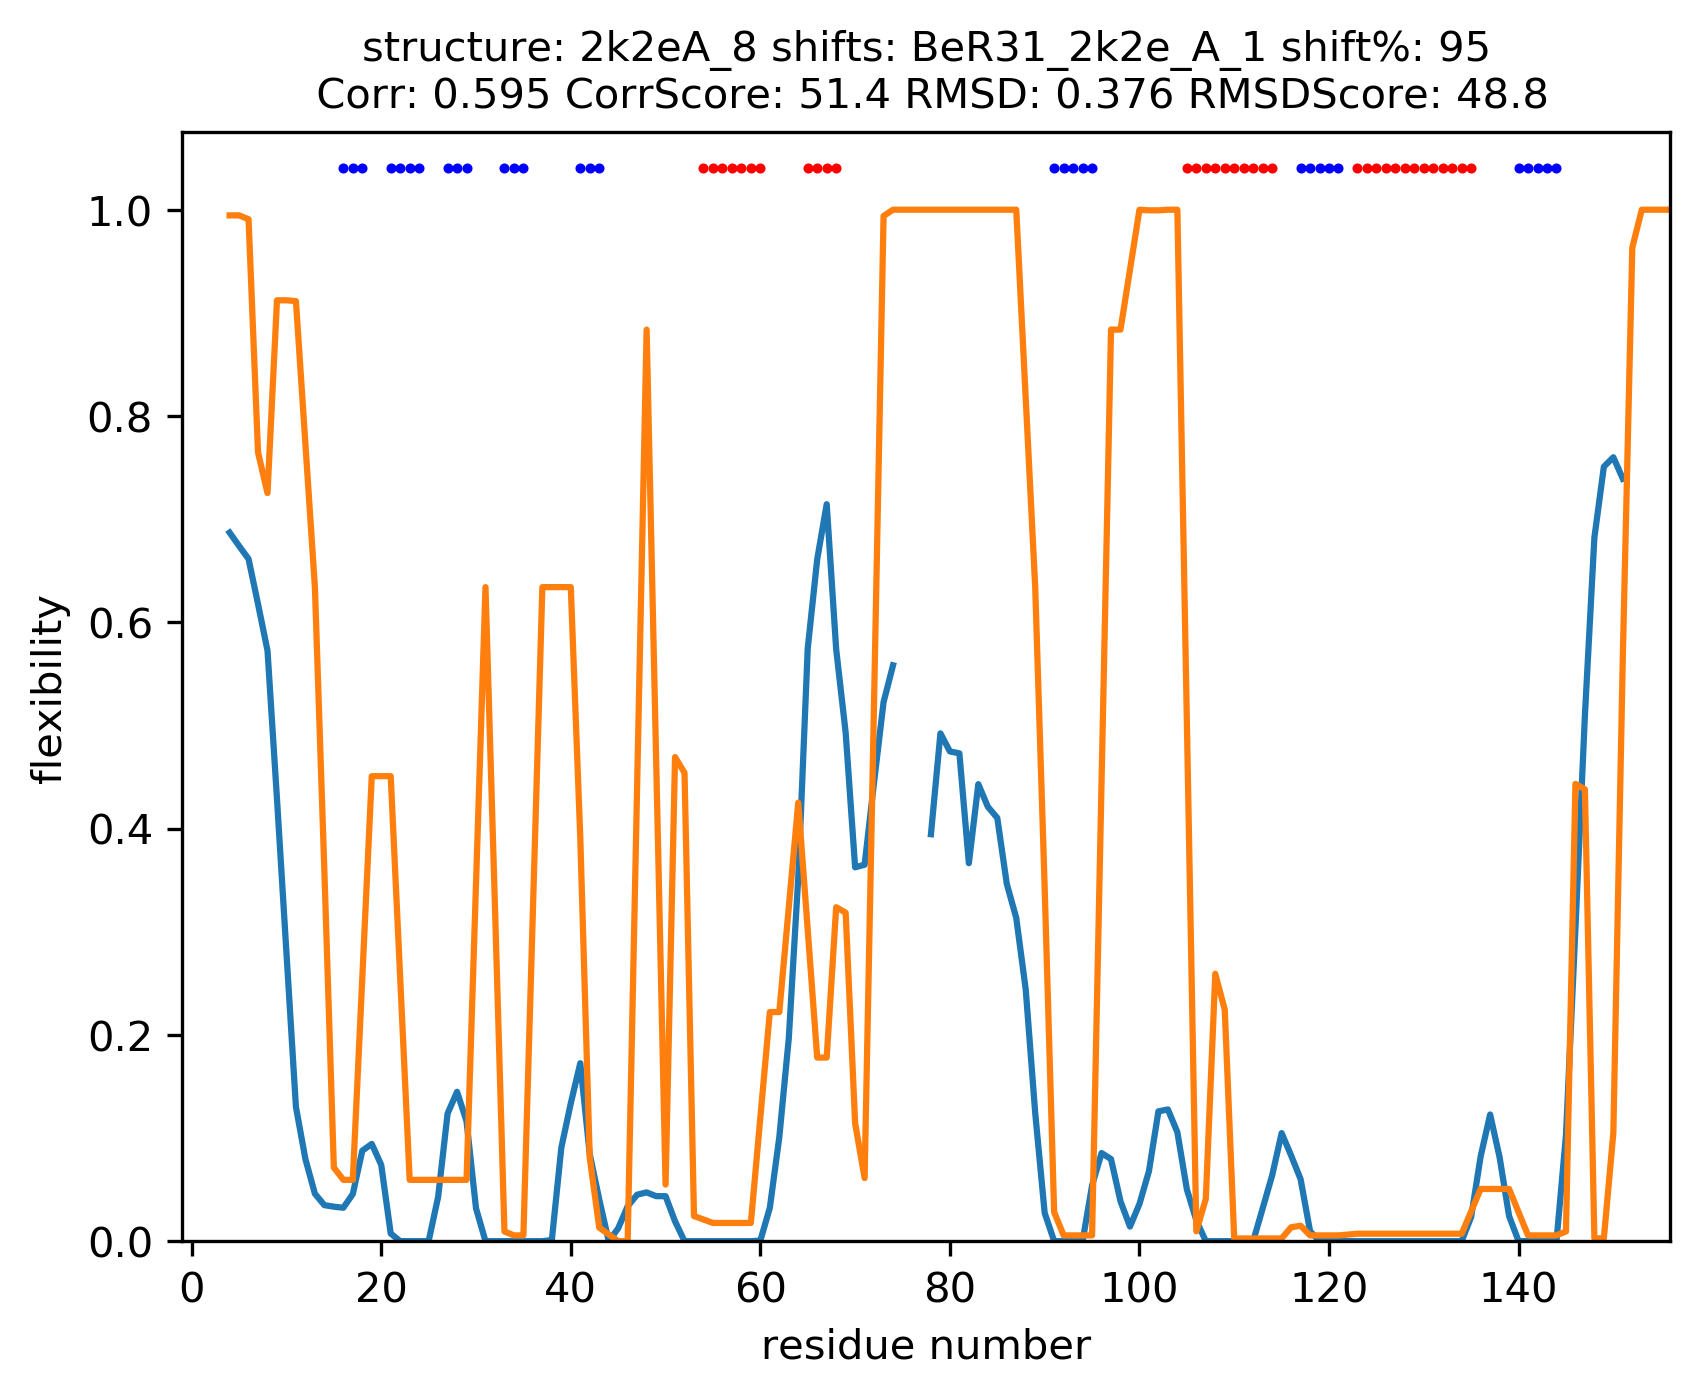 structure: 2k2eA_8 shifts: BeR31_2k2e_A_1 shift%: 95
Corr: 0.595 CorrScore: 51.4 RMSD: 0.376 RMSDScore: 48.8
1.0
0.8
0.6
0.4
0.2
0.0
flexibility
0 20 40 60 80 100 120 140
residue number